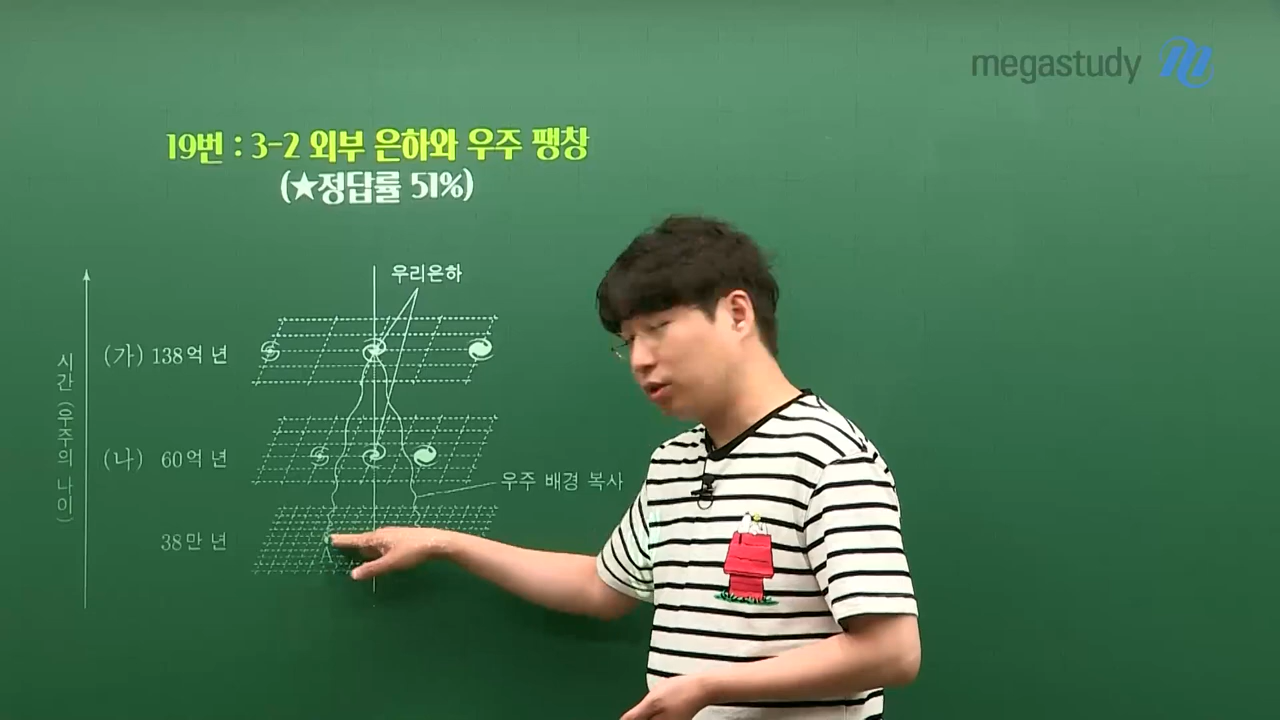 megastudy
19번 : 3-2 외부 은하와 우주 팽창
(★정답률 51%)
우리은하
시간 (우주의 나이)
(가) 138억 년
(나) 60억 년
우주 배경 복사
38만 년
A